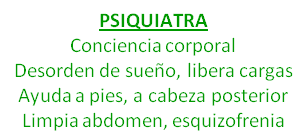 PSIQUIATRA
Conciencia corporal
Desorden de sueño, libera cargas
Ayuda a pies, a cabeza posterior
Limpia abdomen, esquizofrenia